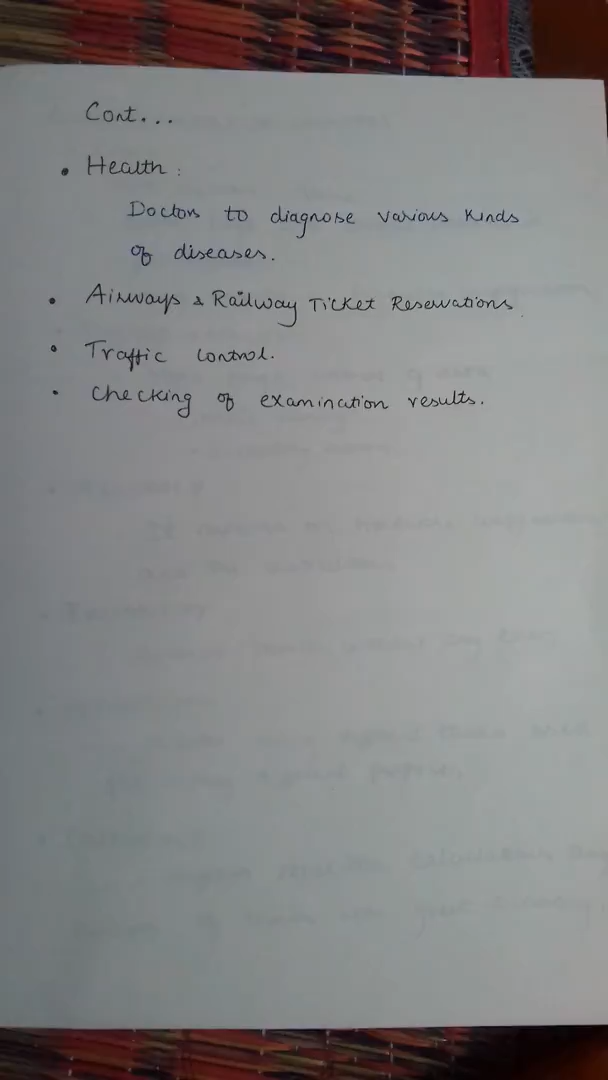 Cont...
• Health:
Doctors to diagnose various kinds
of diseases.
• Airways & Railway Ticket Reservations.
• Traffic control.
• Checking of examination results.